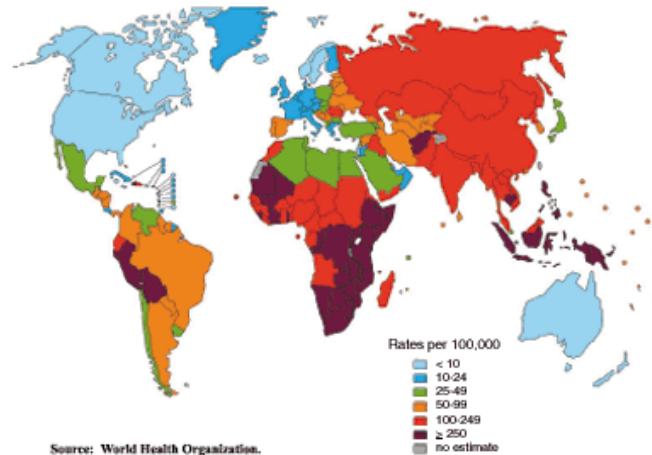 Rates per 100,000
< 10
10-24
25-49
50-99
100-249
≥ 250
no estimate
Source: World Health Organization.